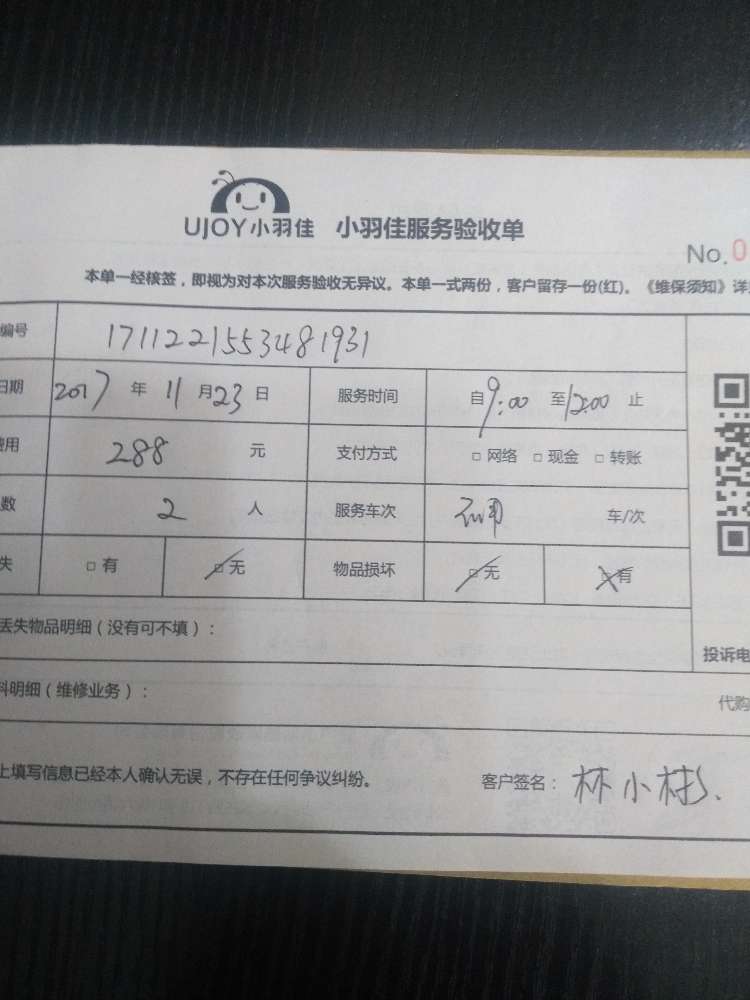 UJOY小羽佳 小羽佳服务验收单
No.0
本单一经核签，即视为对本次服务验收无异议。本单一式两份，客户留存一份(红)。《维保须知》详
编号 1711221553481931
日期 2017 年 11 月 23 日 服务时间 自 9:00 至 12:00 止
费用 288 元 支付方式 □ 网络 □ 现金 □ 转账
数 2 人 服务车次 车/次
失 □ 有 □ 无 物品损坏 □ 无 □ 有
丢失物品明细（没有可不填）：
投诉电
料明细（维修业务）：
代购
上填写信息已经本人确认无误，不存在任何争议纠纷。 客户签名： 林小彬